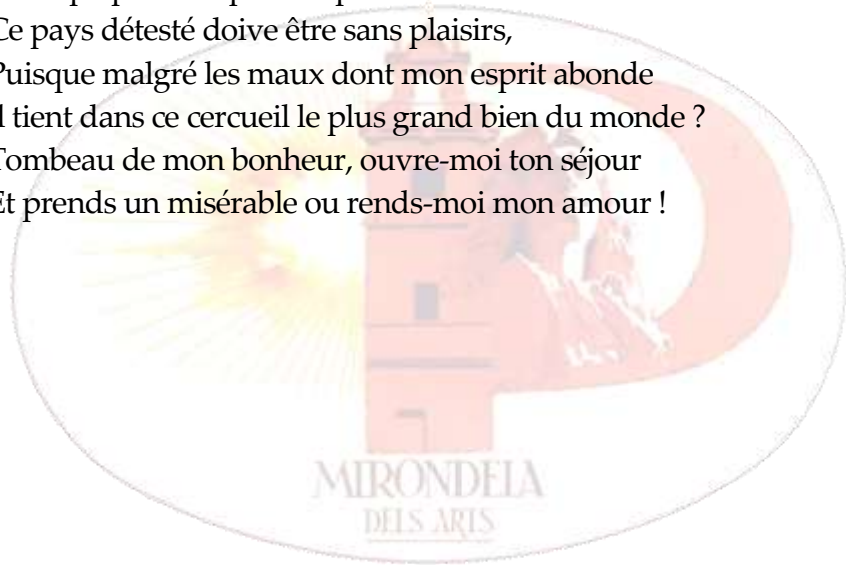 Ce pays détesté doive être sans plaisirs,
Puisque malgré les maux dont mon esprit abonde
l tient dans ce cercueil le plus grand bien du monde ?
Tombeau de mon bonheur, ouvre-moi ton séjour
Et prends un misérable ou rends-moi mon amour !
MIRONDELA
DELS ARTS